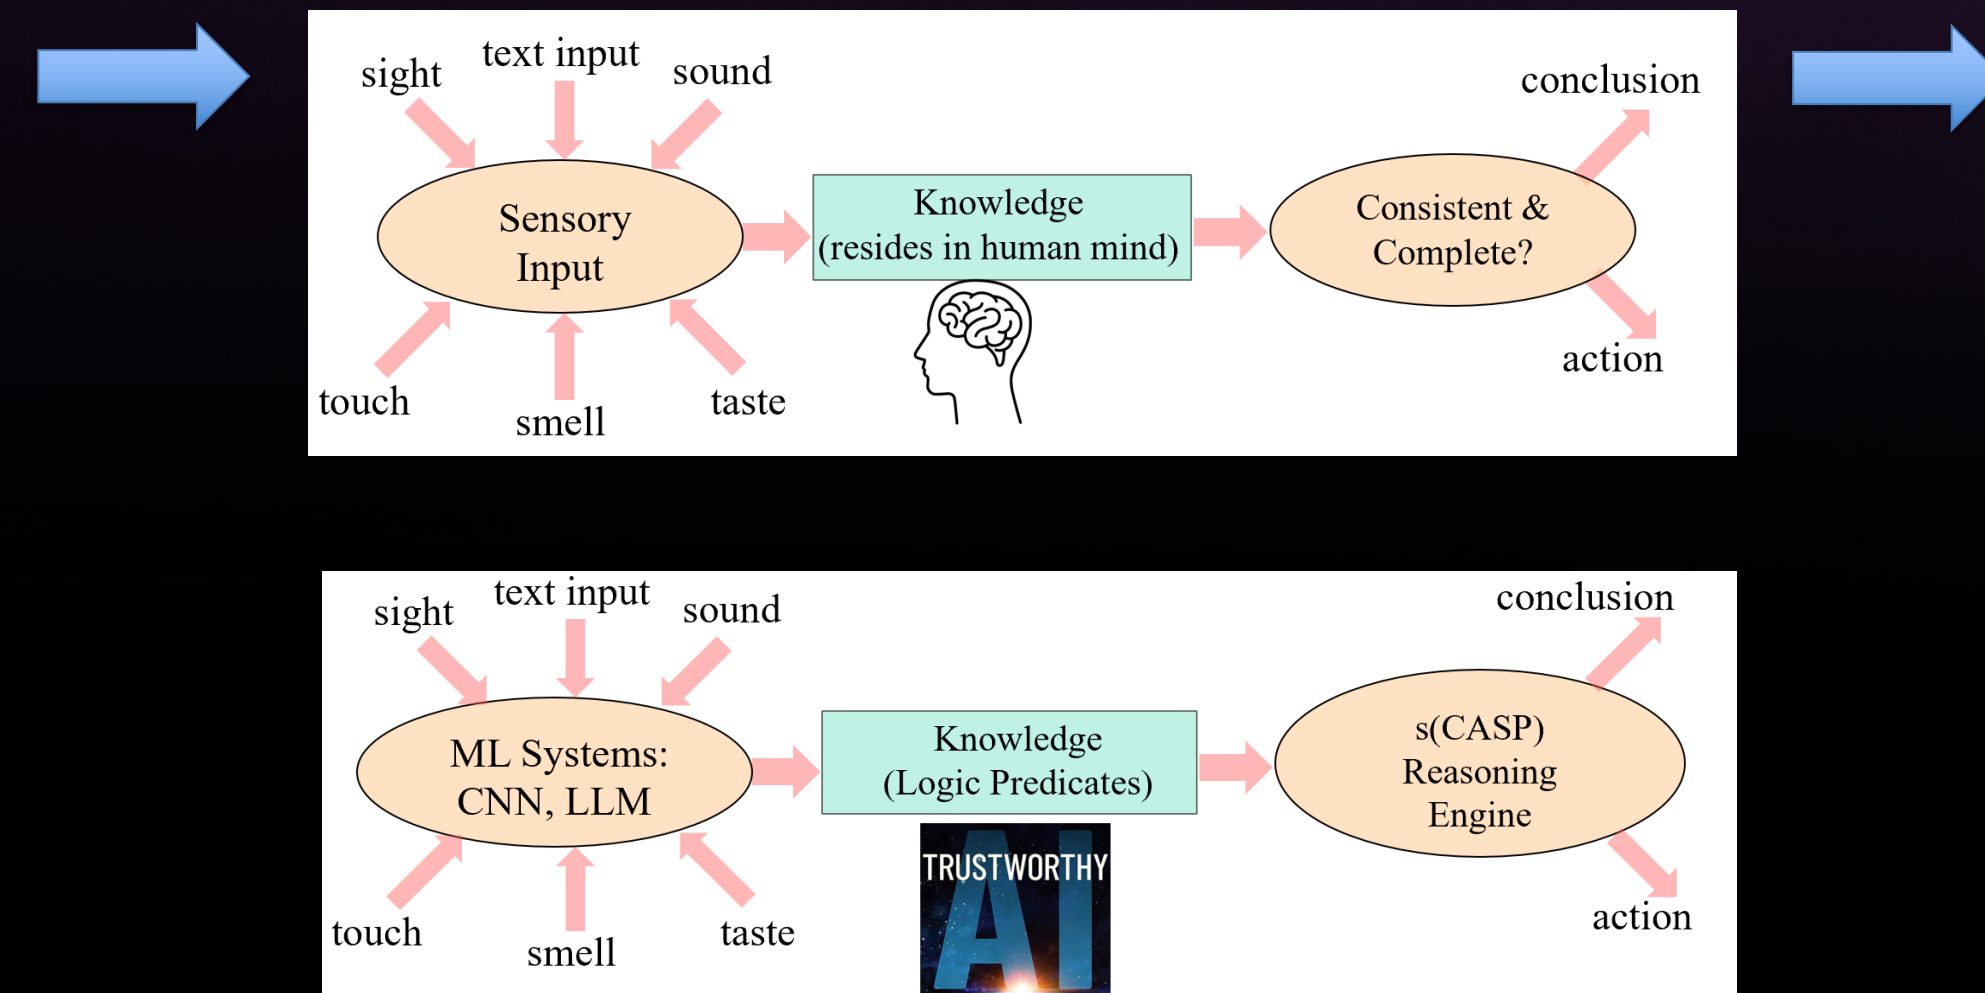 sight
text input
sound
Sensory
Input
touch
smell
taste
Knowledge
(resides in human mind)
Consistent &
Complete?
conclusion
action
sight
text input
sound
ML Systems:
CNN, LLM
touch
smell
taste
Knowledge
(Logic Predicates)
TRUSTWORTHY
AI
s(CASP)
Reasoning
Engine
conclusion
action